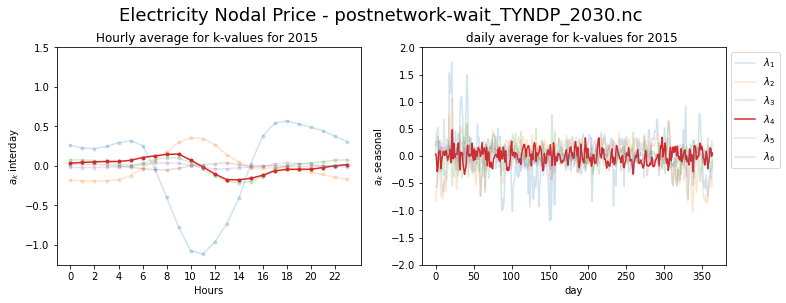 Electricity Nodal Price - postnetwork-wait_TYNDP_2030.nc
Hourly average for k-values for 2015
1.5
1.0
0.5
0.0
−0.5
−1.0
aₖ interday
0 2 4 6 8 10 12 14 16 18 20 22
Hours
daily average for k-values for 2015
2.0
1.5
1.0
0.5
0.0
−0.5
−1.0
−1.5
−2.0
aₖ seasonal
0 50 100 150 200 250 300 350
day
λ₁
λ₂
λ₃
λ₄
λ₅
λ₆